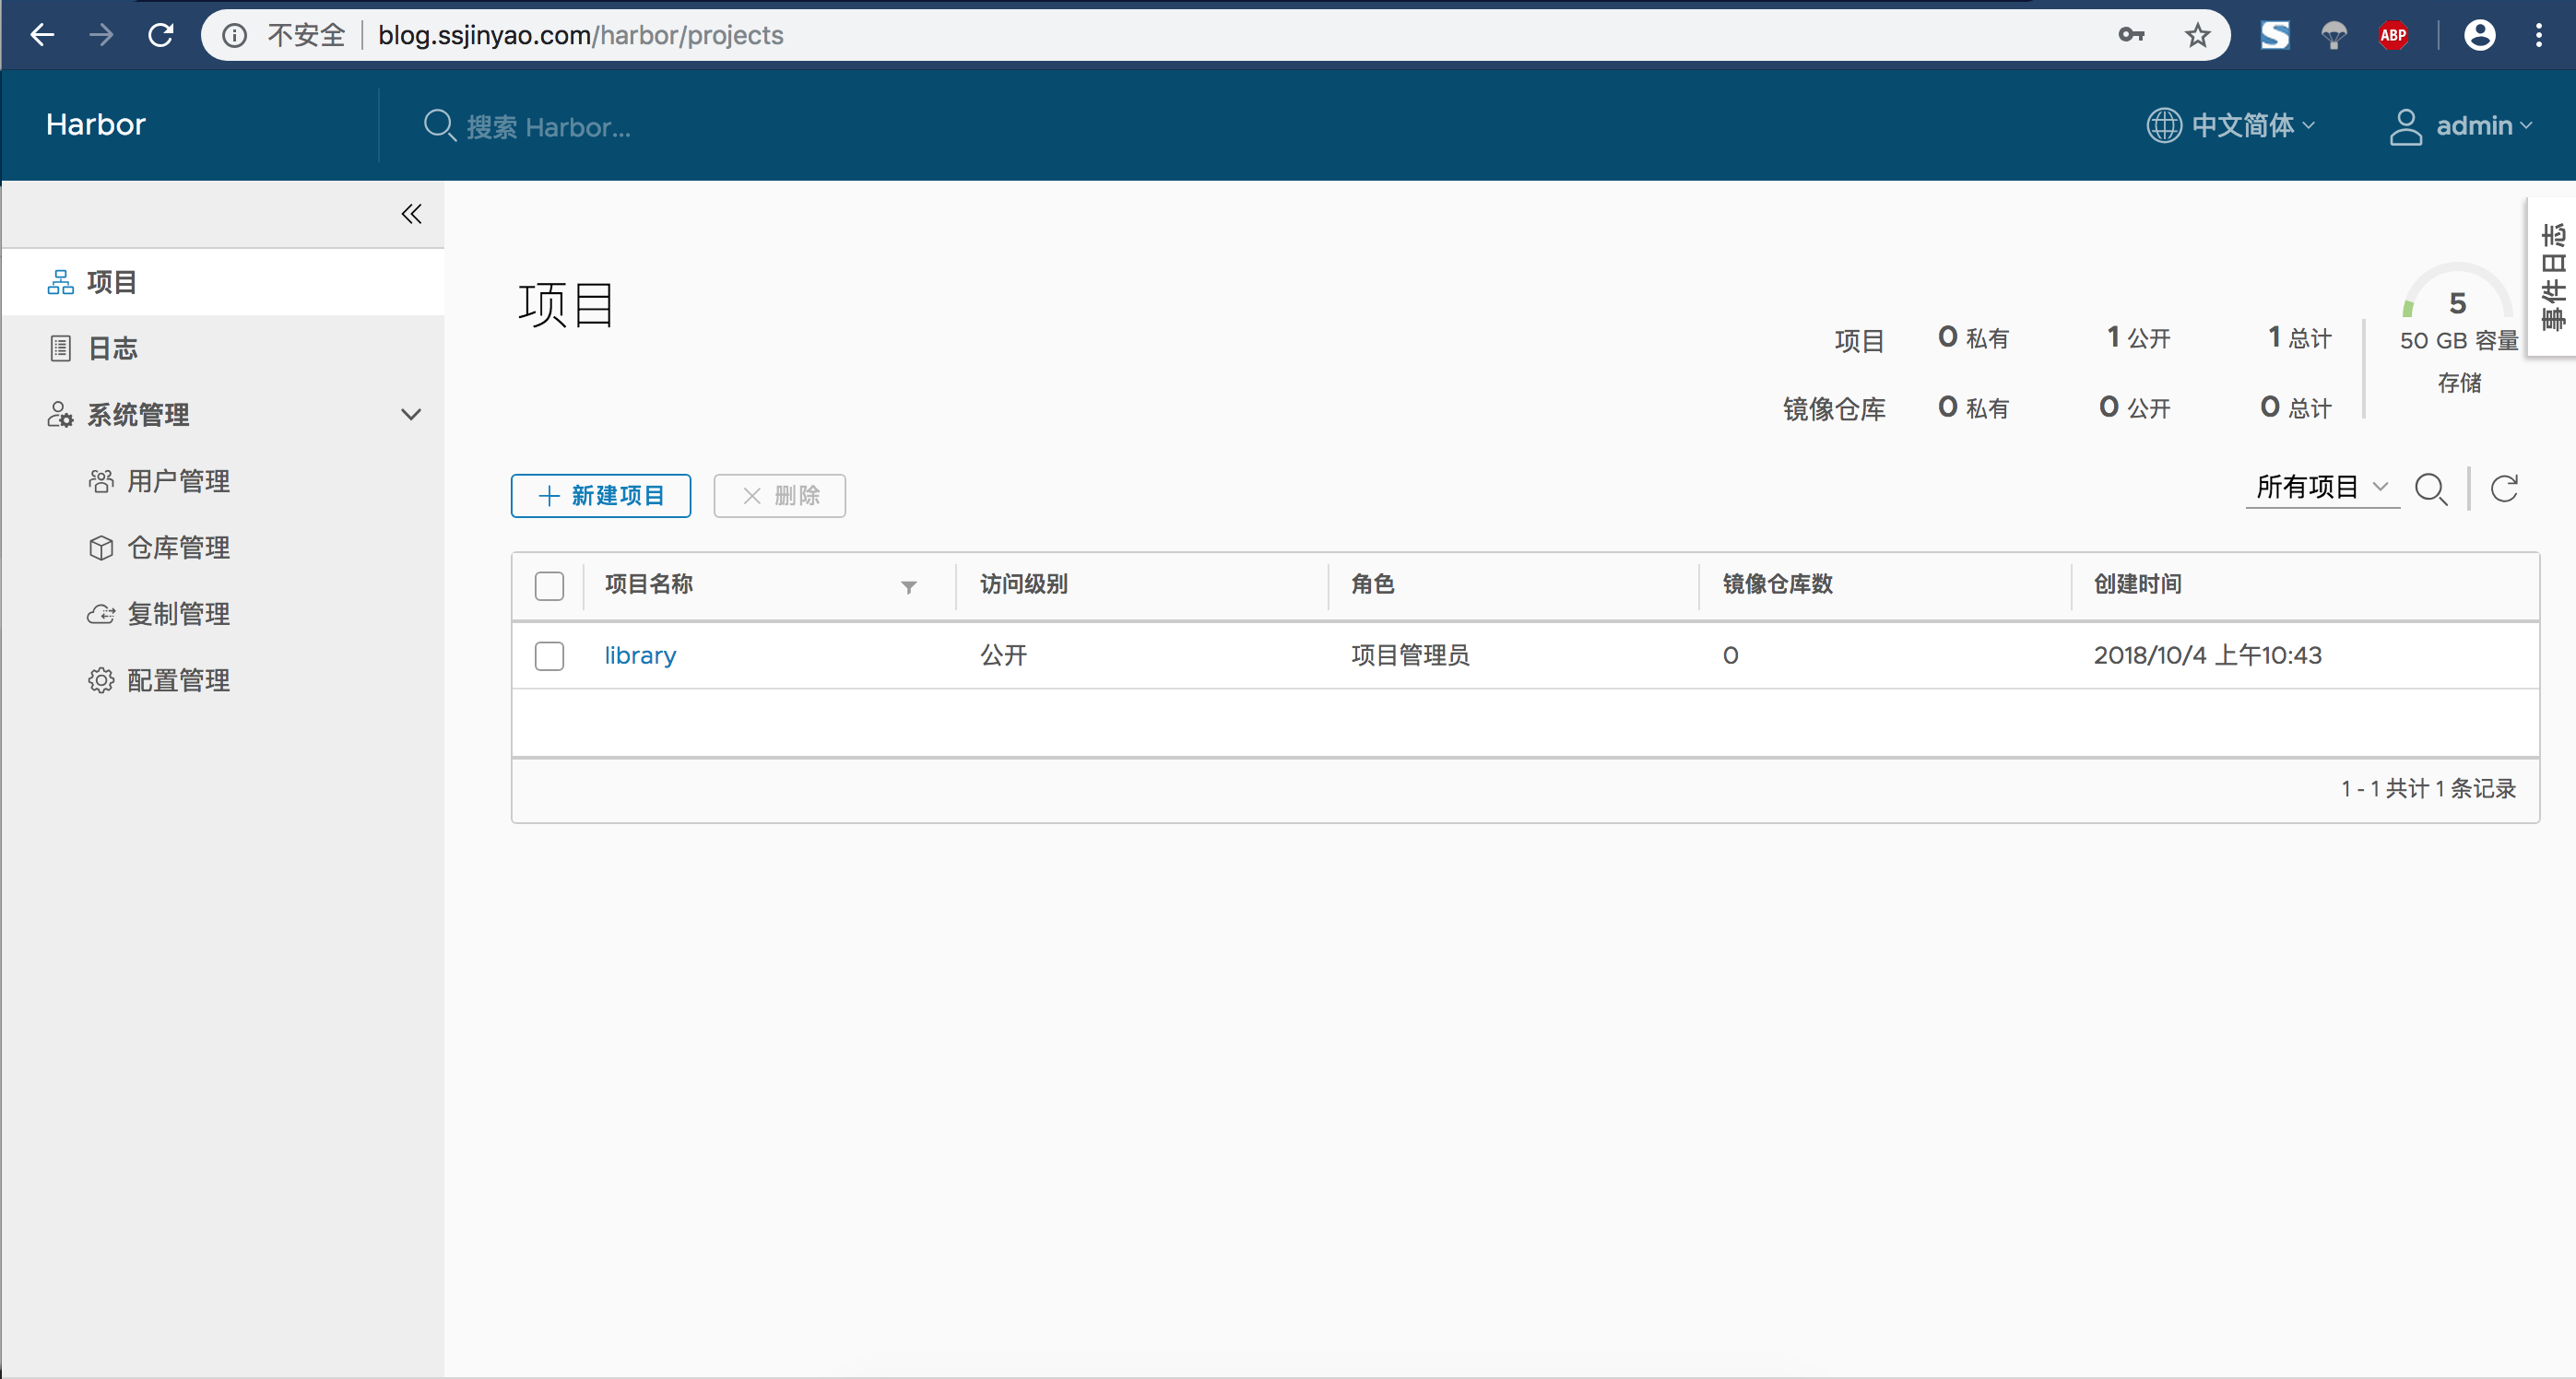 不安全 blog.ssjinyao.com/harbor/projects ABP
Harbor 搜索 Harbor... 中文简体 admin
事件日志
项目
日志
系统管理
用户管理
仓库管理
复制管理
配置管理
项目
项目 0 私有 1 公开 1 总计
镜像仓库 0 私有 0 公开 0 总计
5
50 GB 容量
存储
新建项目 删除 所有项目
项目名称 访问级别 角色 镜像仓库数 创建时间
library 公开 项目管理员 0 2018/10/4 上午10:43
1 - 1 共计 1 条记录